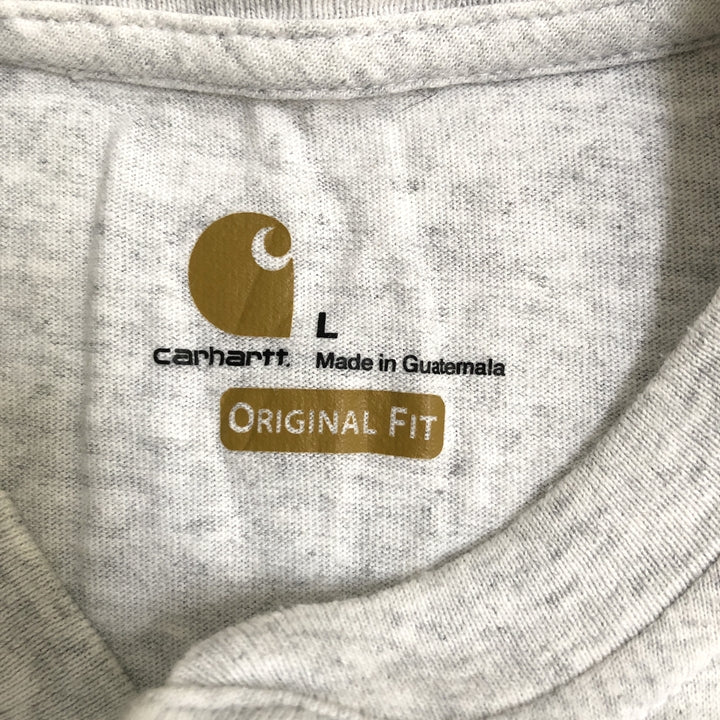 L
carhartt. Made in Guatemala
ORIGINAL FIT